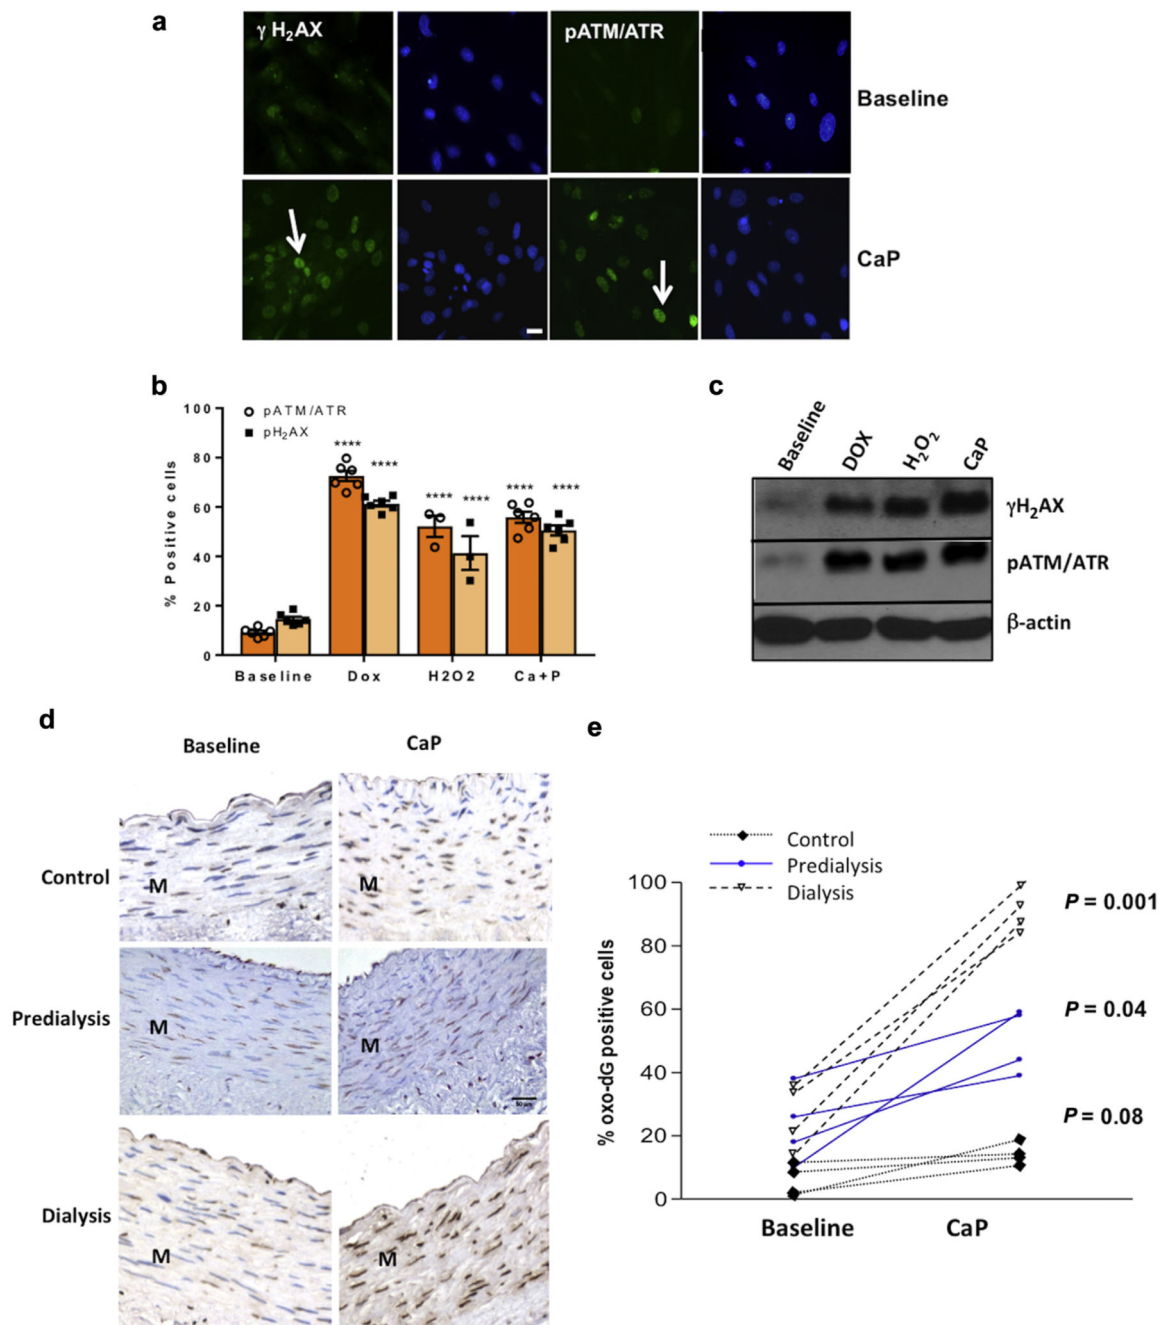 a
γ H₂AX
pATM/ATR
Baseline
CaP
b
100
80
60
40
20
0
% Positive cells
pATM/ATR
pH₂AX
****
****
****
****
****
****
Baseline
Dox
H2O2
Ca+P
c
Baseline
DOX
H₂O₂
CaP
γH₂AX
pATM/ATR
β-actin
d
Baseline
CaP
Control
M
M
Predialysis
M
M
50 μm
Dialysis
M
M
e
Control
Predialysis
Dialysis
100
80
60
40
20
0
% oxo-dG positive cells
P = 0.001
P = 0.04
P = 0.08
Baseline
CaP